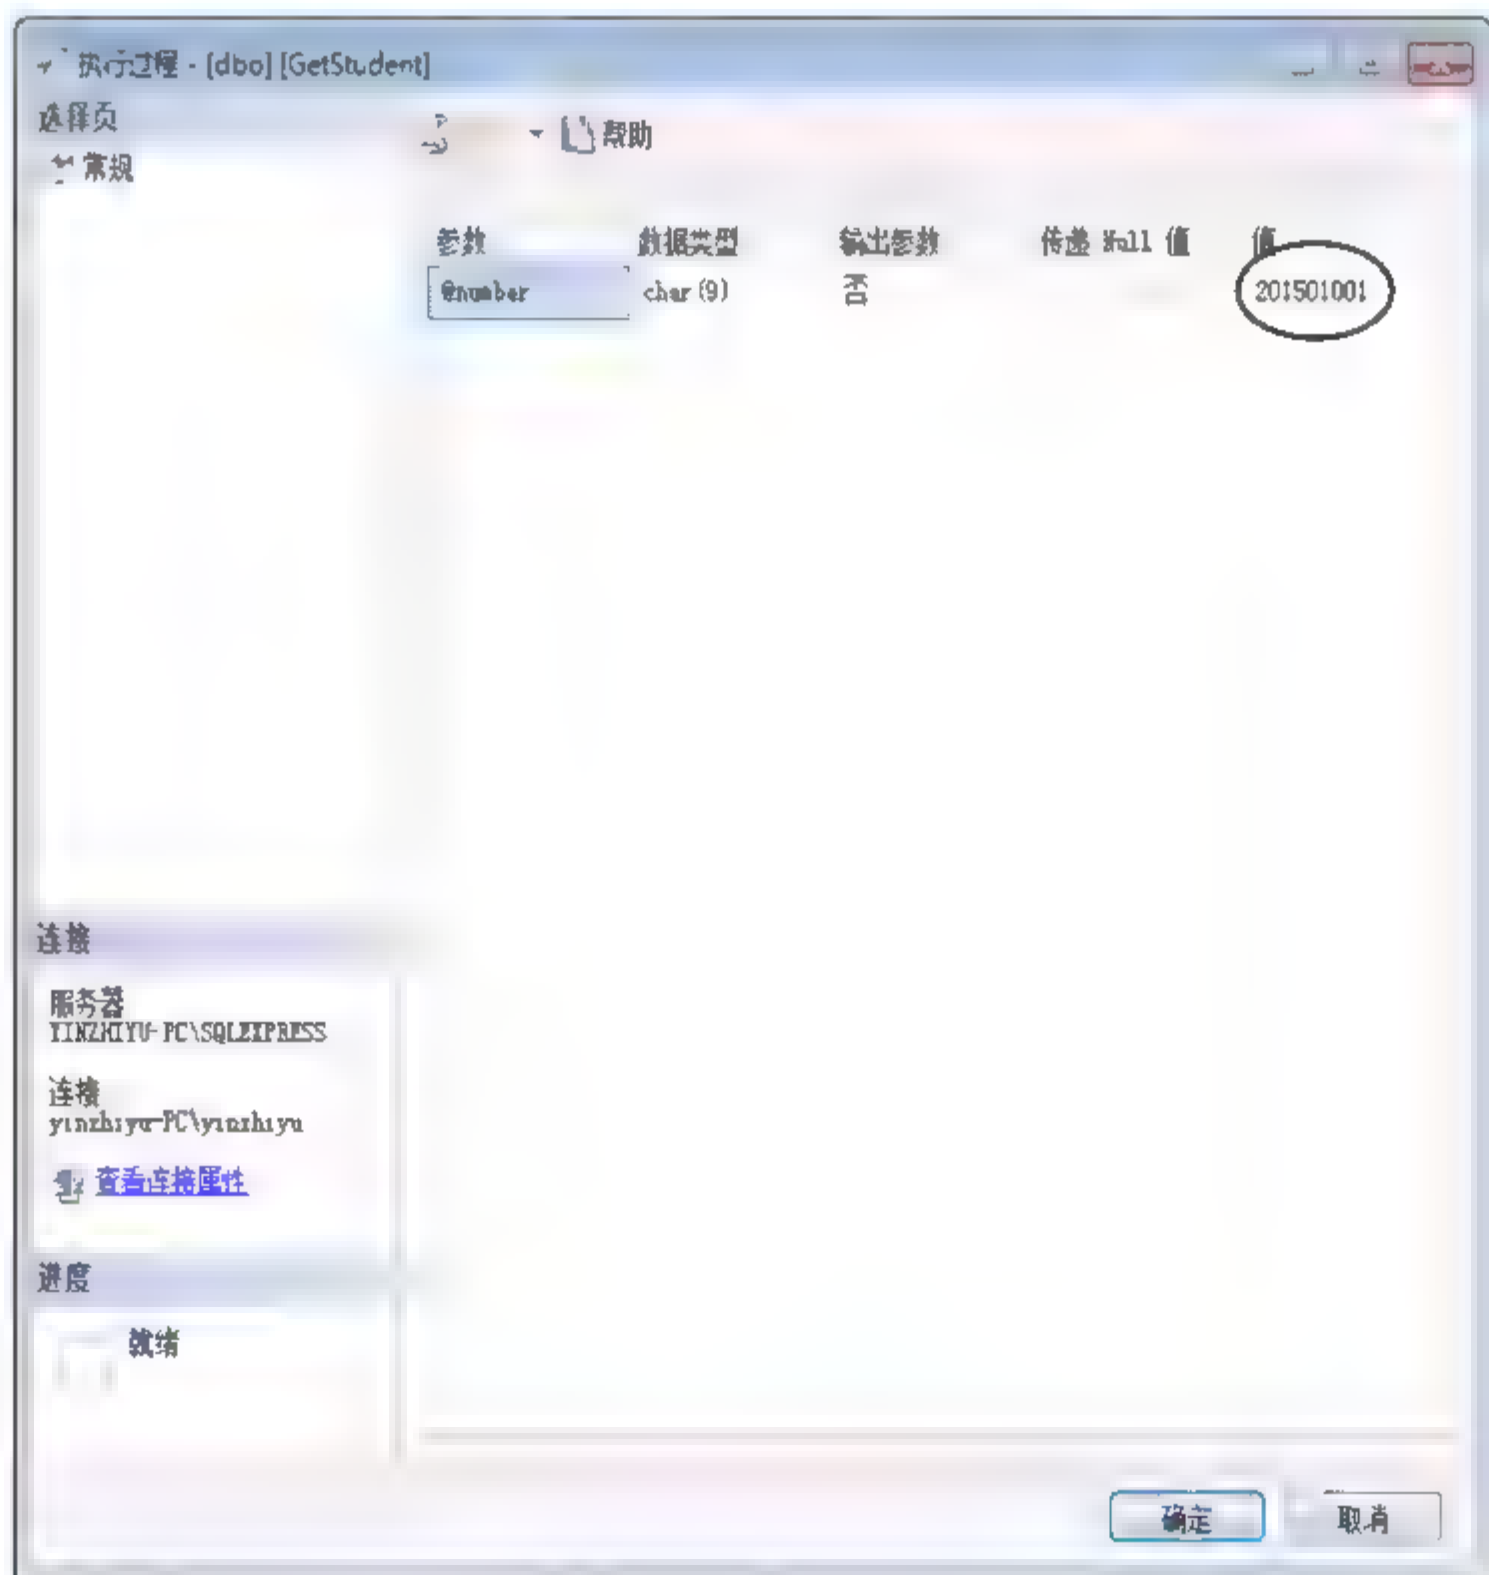 执行过程 - [dbo].[GetStudent]
选择页
常规
帮助
参数 数据类型 输出参数 传递 Null 值 值
@number char(9) 否 201501001
连接
服务器
YINZHIYU-PC\SQLEXPRESS
连接
yinzhiyu-PC\yinzhiyu
查看连接属性
进度
就绪
确定 取消